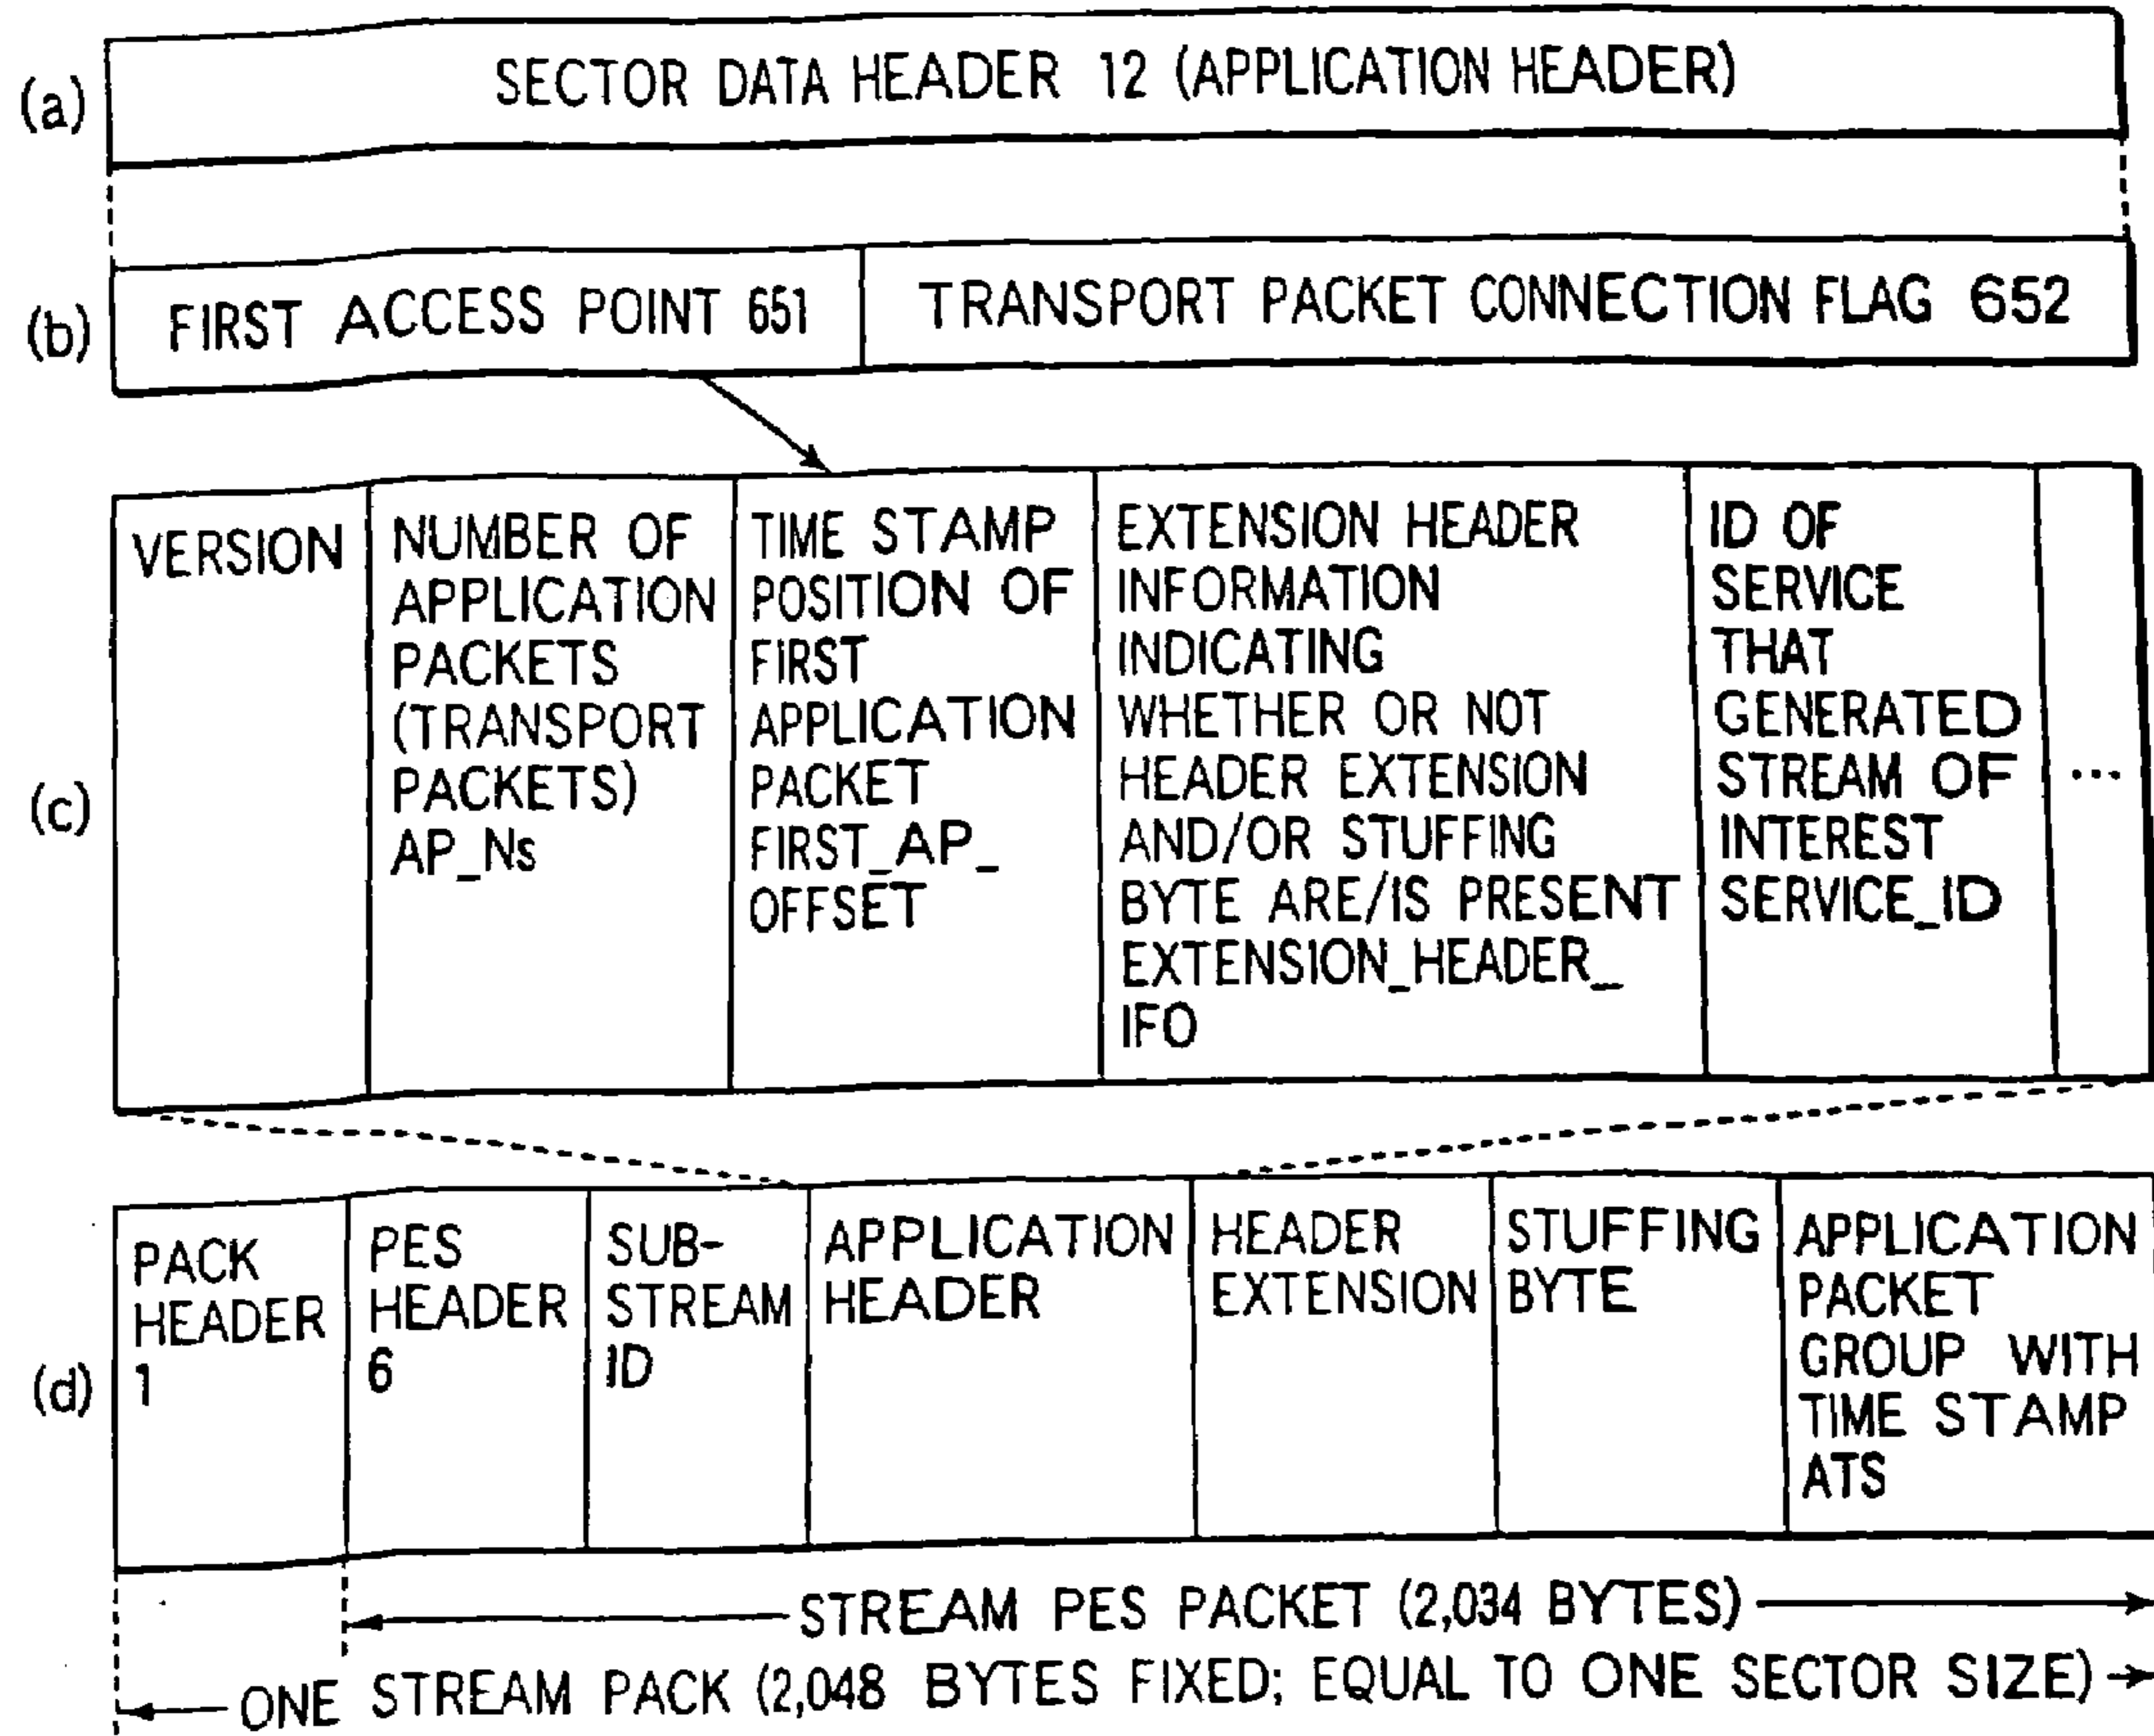 (a)
SECTOR DATA HEADER 12 (APPLICATION HEADER)
(b)
FIRST ACCESS POINT 651
TRANSPORT PACKET CONNECTION FLAG 652
(c)
VERSION
NUMBER OF
APPLICATION
PACKETS
(TRANSPORT
PACKETS)
AP_Ns
TIME STAMP
POSITION OF
FIRST
APPLICATION
PACKET
FIRST_AP_
OFFSET
EXTENSION HEADER
INFORMATION
INDICATING
WHETHER OR NOT
HEADER EXTENSION
AND/OR STUFFING
BYTE ARE/IS PRESENT
EXTENSION_HEADER_
IFO
ID OF
SERVICE
THAT
GENERATED
STREAM OF
INTEREST
SERVICE_ID
...
(d)
PACK
HEADER
1
PES
HEADER
6
SUB-
STREAM
ID
APPLICATION
HEADER
HEADER
EXTENSION
STUFFING
BYTE
APPLICATION
PACKET
GROUP WITH
TIME STAMP
ATS
STREAM PES PACKET (2,034 BYTES)
ONE STREAM PACK (2,048 BYTES FIXED; EQUAL TO ONE SECTOR SIZE)